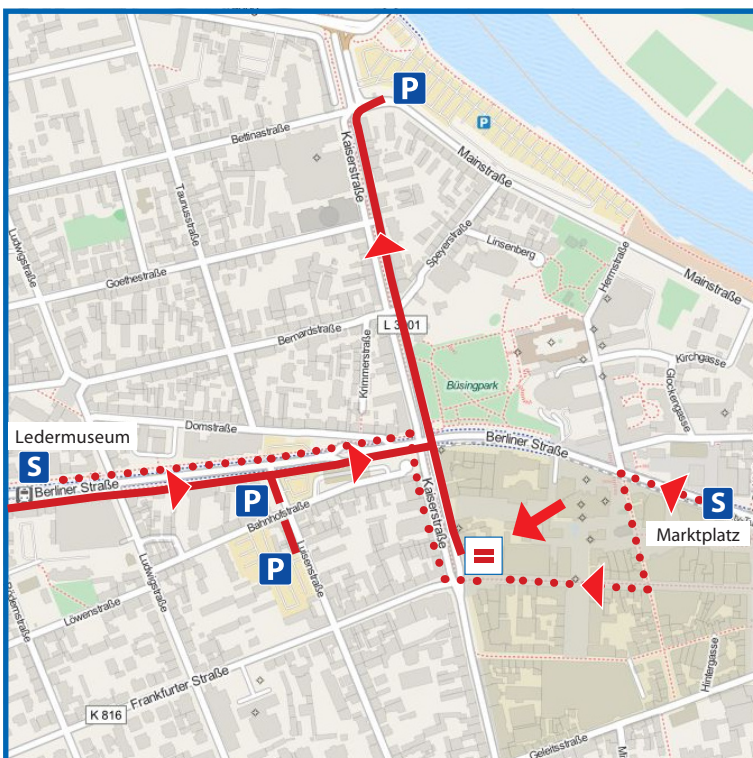 P
Bettinastraße
Kaiserstraße
P
Mainstraße
Taunusstraße
Ludwigstraße
Speyerstraße
Linsenberg
Herrnstraße
Mainstraße
Goethestraße
L 3001
Bernardstraße
Krimmerstraße
Kirchgasse
Glockengasse
Büsingpark
Domstraße
Ledermuseum
Berliner Straße
S
Berliner Straße
P
Bahnhofstraße
Kaiserstraße
S
Marktplatz
P
Luisenstraße
Ludwigstraße
Löwenstraße
Hintergasse
Frankfurter Straße
K 816
Geleitsstraße